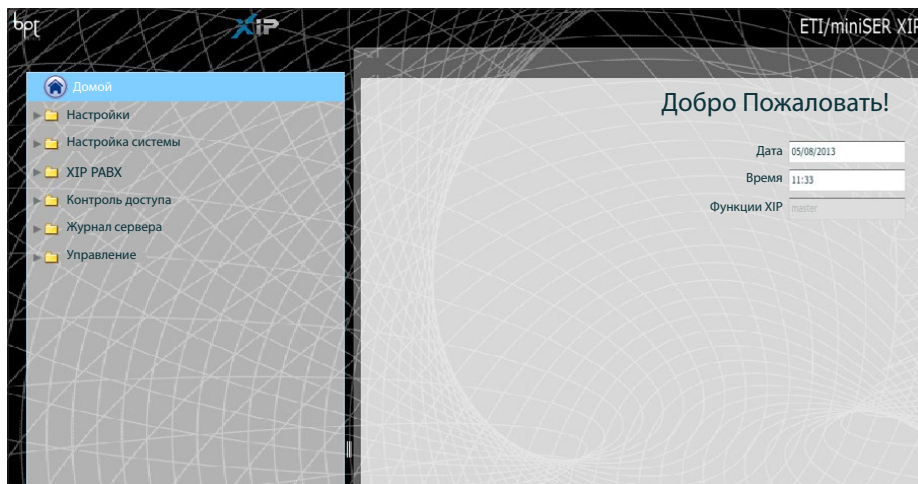 bpt XiP ETI/miniSER XIP
Домой
Настройки
Настройка системы
XIP PABX
Контроль доступа
Журнал сервера
Управление
Добро Пожаловать!
Дата 05/08/2013
Время 11:33
Функции XIP master